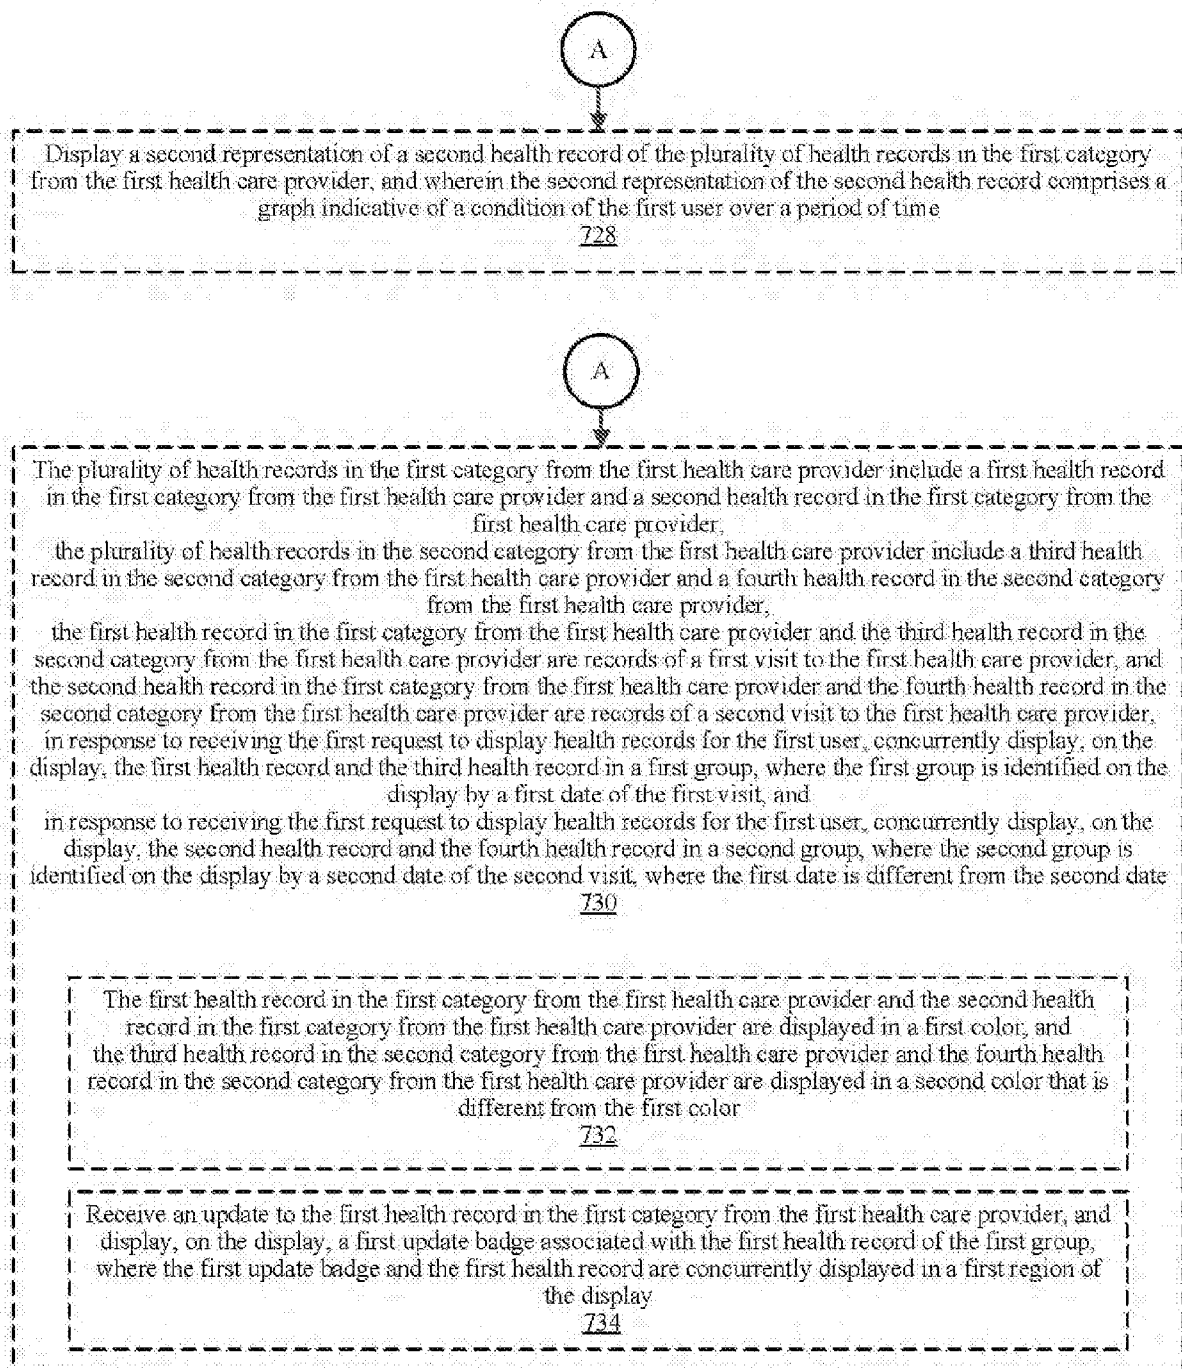 A
Display a second representation of a second health record of the plurality of health records in the first category
from the first health care provider, and wherein the second representation of the second health record comprises a
graph indicative of a condition of the first user over a period of time
728
A
The plurality of health records in the first category from the first health care provider include a first health record
in the first category from the first health care provider and a second health record in the first category from the
first health care provider,
the plurality of health records in the second category from the first health care provider include a third health
record in the second category from the first health care provider and a fourth health record in the second category
from the first health care provider,
the first health record in the first category from the first health care provider and the third health record in the
second category from the first health care provider are records of a first visit to the first health care provider, and
the second health record in the first category from the first health care provider and the fourth health record in the
second category from the first health care provider are records of a second visit to the first health care provider,
in response to receiving the first request to display health records for the first user, concurrently display, on the
display, the first health record and the third health record in a first group, where the first group is identified on the
display by a first date of the first visit, and
in response to receiving the first request to display health records for the first user, concurrently display, on the
display, the second health record and the fourth health record in a second group, where the second group is
identified on the display by a second date of the second visit, where the first date is different from the second date
730
The first health record in the first category from the first health care provider and the second health
record in the first category from the first health care provider are displayed in a first color, and
the third health record in the second category from the first health care provider and the fourth health
record in the second category from the first health care provider are displayed in a second color that is
different from the first color
732
Receive an update to the first health record in the first category from the first health care provider, and
display, on the display, a first update badge associated with the first health record of the first group,
where the first update badge and the first health record are concurrently displayed in a first region of
the display
734